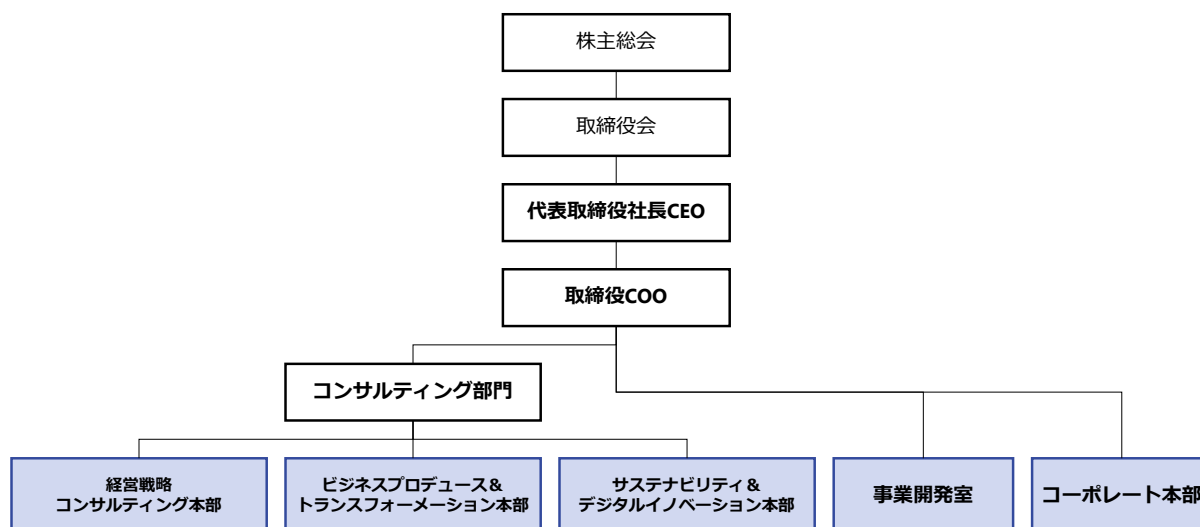 株主総会
取締役会
代表取締役社長CEO
取締役COO
コンサルティング部門
経営戦略
コンサルティング本部
ビジネスプロデュース&
トランスフォーメーション本部
サステナビリティ&
デジタルイノベーション本部
事業開発室
コーポレート本部